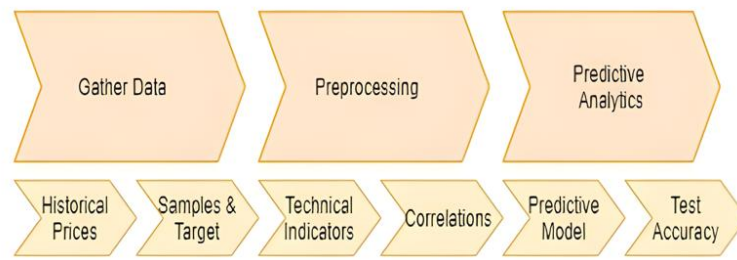 Gather Data
Preprocessing
Predictive
Analytics
Historical
Prices
Samples &
Target
Technical
Indicators
Correlations
Predictive
Model
Test
Accuracy